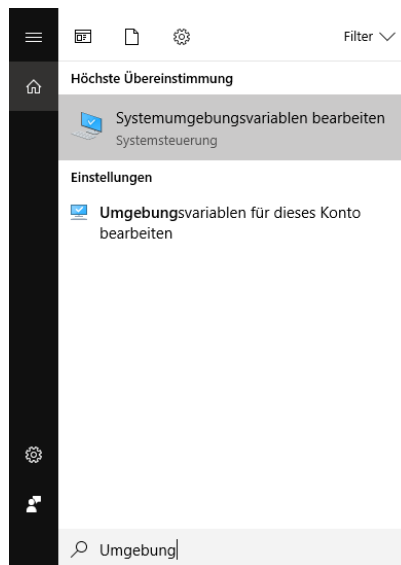 Filter
Höchste Übereinstimmung
Systemumgebungsvariablen bearbeiten
Systemsteuerung
Einstellungen
Umgebungsvariablen für dieses Konto
bearbeiten
Umgebung